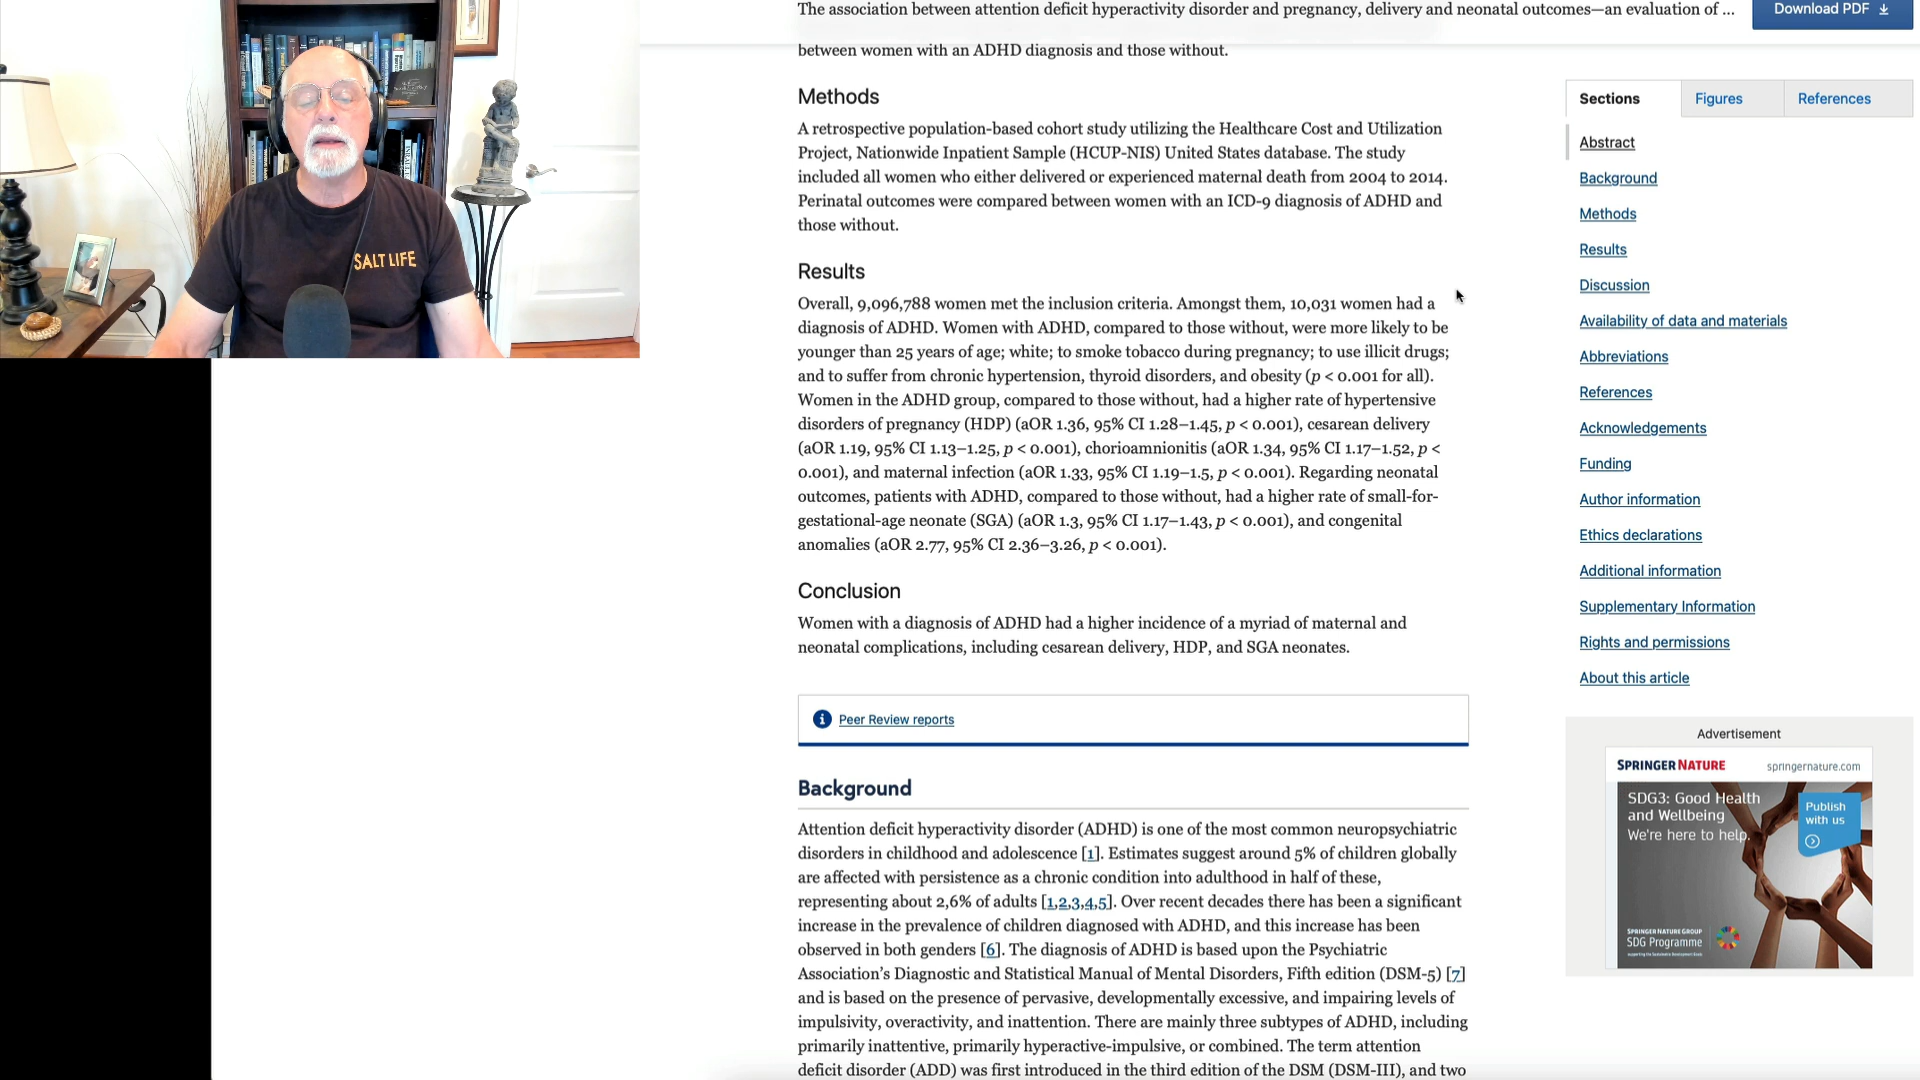 The association between attention deficit hyperactivity disorder and pregnancy, delivery and neonatal outcomes—an evaluation of ...
Download PDF
between women with an ADHD diagnosis and those without.
Methods
A retrospective population-based cohort study utilizing the Healthcare Cost and Utilization
Project, Nationwide Inpatient Sample (HCUP-NIS) United States database. The study
included all women who either delivered or experienced maternal death from 2004 to 2014.
Perinatal outcomes were compared between women with an ICD-9 diagnosis of ADHD and
those without.
Results
Overall, 9,096,788 women met the inclusion criteria. Amongst them, 10,031 women had a
diagnosis of ADHD. Women with ADHD, compared to those without, were more likely to be
younger than 25 years of age; white; to smoke tobacco during pregnancy; to use illicit drugs;
and to suffer from chronic hypertension, thyroid disorders, and obesity (p < 0.001 for all).
Women in the ADHD group, compared to those without, had a higher rate of hypertensive
disorders of pregnancy (HDP) (aOR 1.36, 95% CI 1.28–1.45, p < 0.001), cesarean delivery
(aOR 1.19, 95% CI 1.13–1.25, p < 0.001), chorioamnionitis (aOR 1.34, 95% CI 1.17–1.52, p <
0.001), and maternal infection (aOR 1.33, 95% CI 1.19–1.5, p < 0.001). Regarding neonatal
outcomes, patients with ADHD, compared to those without, had a higher rate of small-for-
gestational-age neonate (SGA) (aOR 1.3, 95% CI 1.17–1.43, p < 0.001), and congenital
anomalies (aOR 2.77, 95% CI 2.36–3.26, p < 0.001).
Conclusion
Women with a diagnosis of ADHD had a higher incidence of a myriad of maternal and
neonatal complications, including cesarean delivery, HDP, and SGA neonates.
Peer Review reports
Background
Attention deficit hyperactivity disorder (ADHD) is one of the most common neuropsychiatric
disorders in childhood and adolescence [1]. Estimates suggest around 5% of children globally
are affected with persistence as a chronic condition into adulthood in half of these,
representing about 2,6% of adults [1,2,3,4,5]. Over recent decades there has been a significant
increase in the prevalence of children diagnosed with ADHD, and this increase has been
observed in both genders [6]. The diagnosis of ADHD is based upon the Psychiatric
Association's Diagnostic and Statistical Manual of Mental Disorders, Fifth edition (DSM-5) [7]
and is based on the presence of pervasive, developmentally excessive, and impairing levels of
impulsivity, overactivity, and inattention. There are mainly three subtypes of ADHD, including
primarily inattentive, primarily hyperactive-impulsive, or combined. The term attention
deficit disorder (ADD) was first introduced in the third edition of the DSM (DSM-III), and two
Sections
Figures
References
Abstract
Background
Methods
Results
Discussion
Availability of data and materials
Abbreviations
References
Acknowledgements
Funding
Author information
Ethics declarations
Additional information
Supplementary Information
Rights and permissions
About this article
Advertisement
SPRINGER NATURE
springernature.com
SDG3: Good Health
and Wellbeing
We're here to help.
Publish
with us
SPRINGER NATURE GROUP
SDG Programme
SALT LIFE